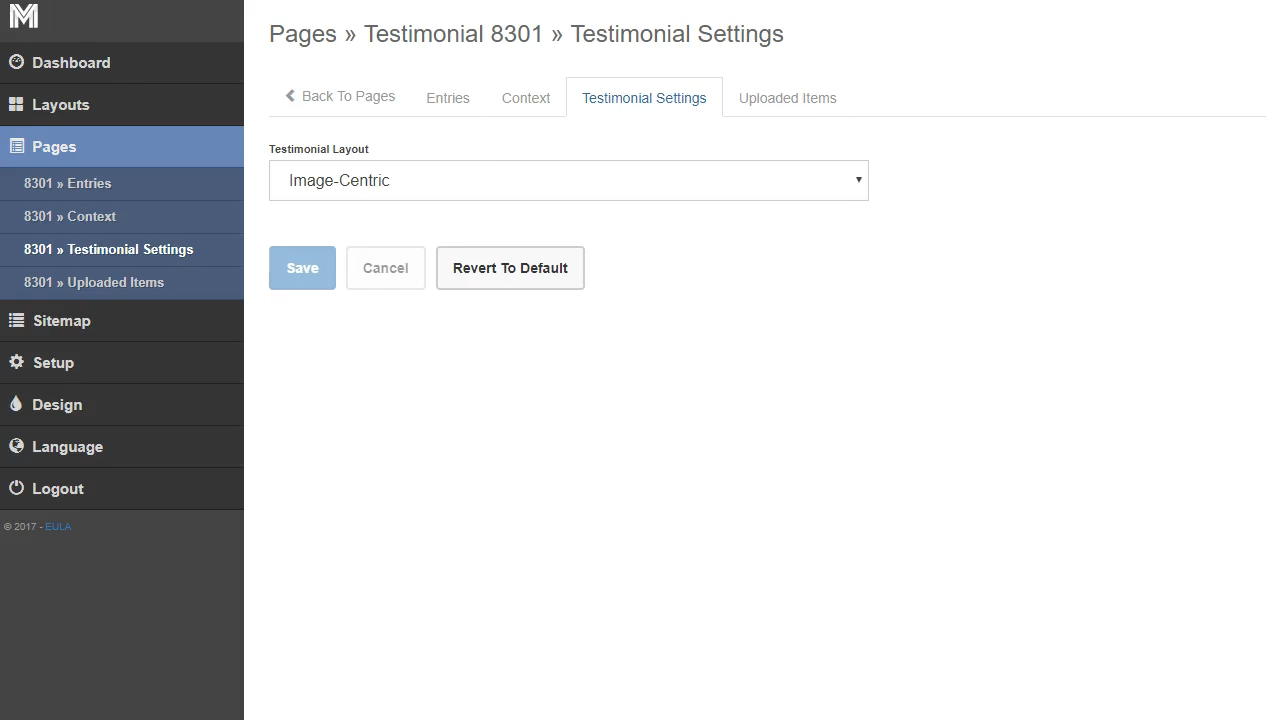 Dashboard
Layouts
Pages
8301 » Entries
8301 » Context
8301 » Testimonial Settings
8301 » Uploaded Items
Sitemap
Setup
Design
Language
Logout
© 2017 - EULA
Pages » Testimonial 8301 » Testimonial Settings
Back To Pages Entries Context Testimonial Settings Uploaded Items
Testimonial Layout
Image-Centric
Save Cancel Revert To Default